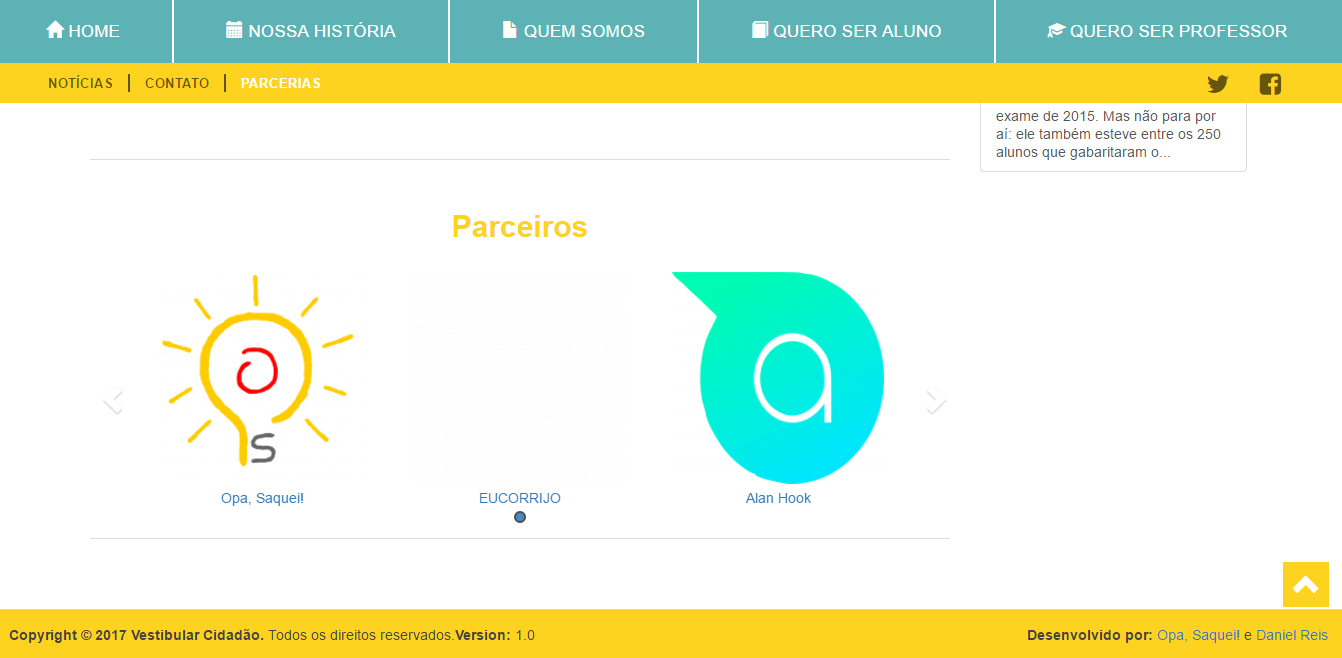 HOME
NOSSA HISTÓRIA
QUEM SOMOS
QUERO SER ALUNO
QUERO SER PROFESSOR
NOTÍCIAS
CONTATO
PARCERIAS
exame de 2015. Mas não para por
aí: ele também esteve entre os 250
alunos que gabaritaram o...
Parceiros
o
s
a
Opa, Saquei!
EUCORRIJO
Alan Hook
Copyright © 2017 Vestibular Cidadão. Todos os direitos reservados.Version: 1.0
Desenvolvido por: Opa, Saquei! e Daniel Reis